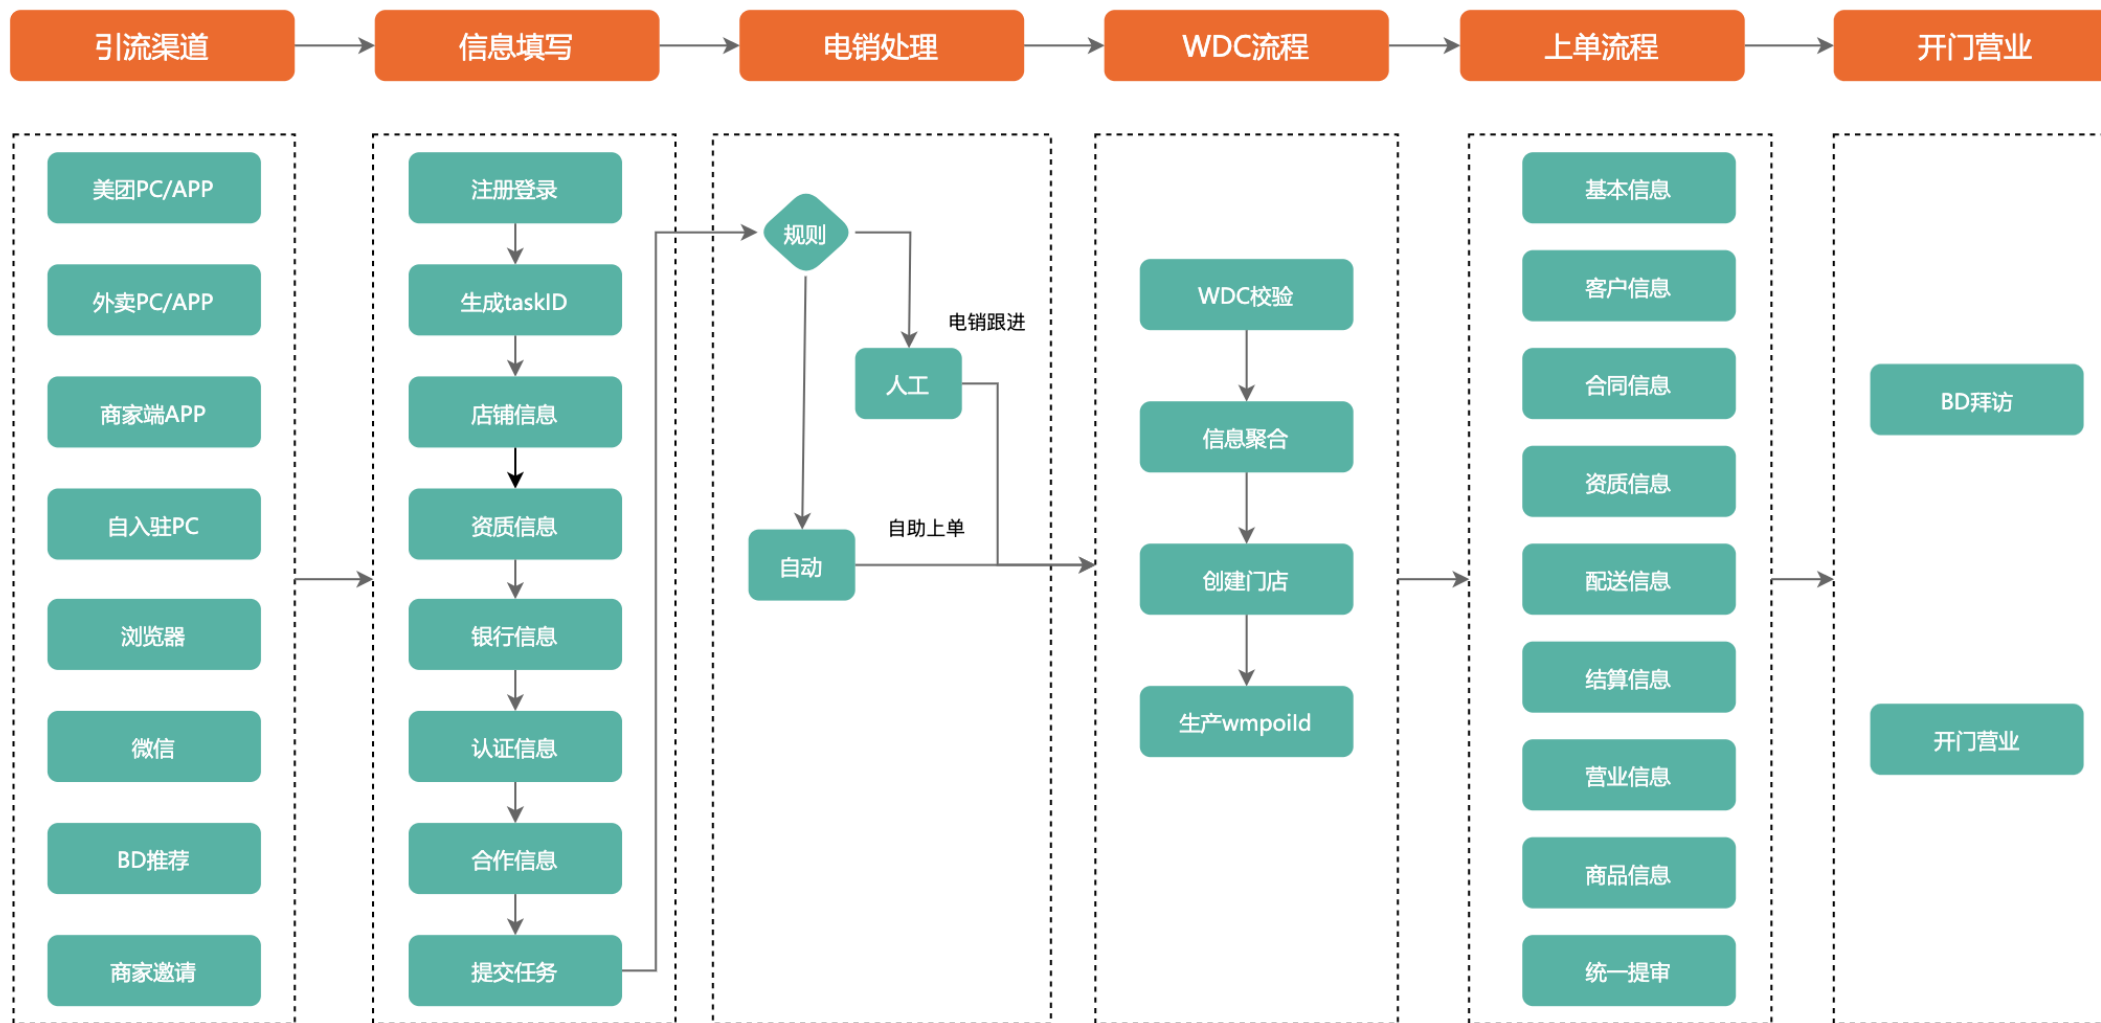 引流渠道
信息填写
电销处理
WDC流程
上单流程
开门营业
美团PC/APP
外卖PC/APP
商家端APP
自入驻PC
浏览器
微信
BD推荐
商家邀请
注册登录
生成taskID
店铺信息
资质信息
银行信息
认证信息
合作信息
提交任务
规则
电销跟进
人工
自助上单
自动
WDC校验
信息聚合
创建门店
生产wmpoiId
基本信息
客户信息
合同信息
资质信息
配送信息
结算信息
营业信息
商品信息
统一提审
BD拜访
开门营业